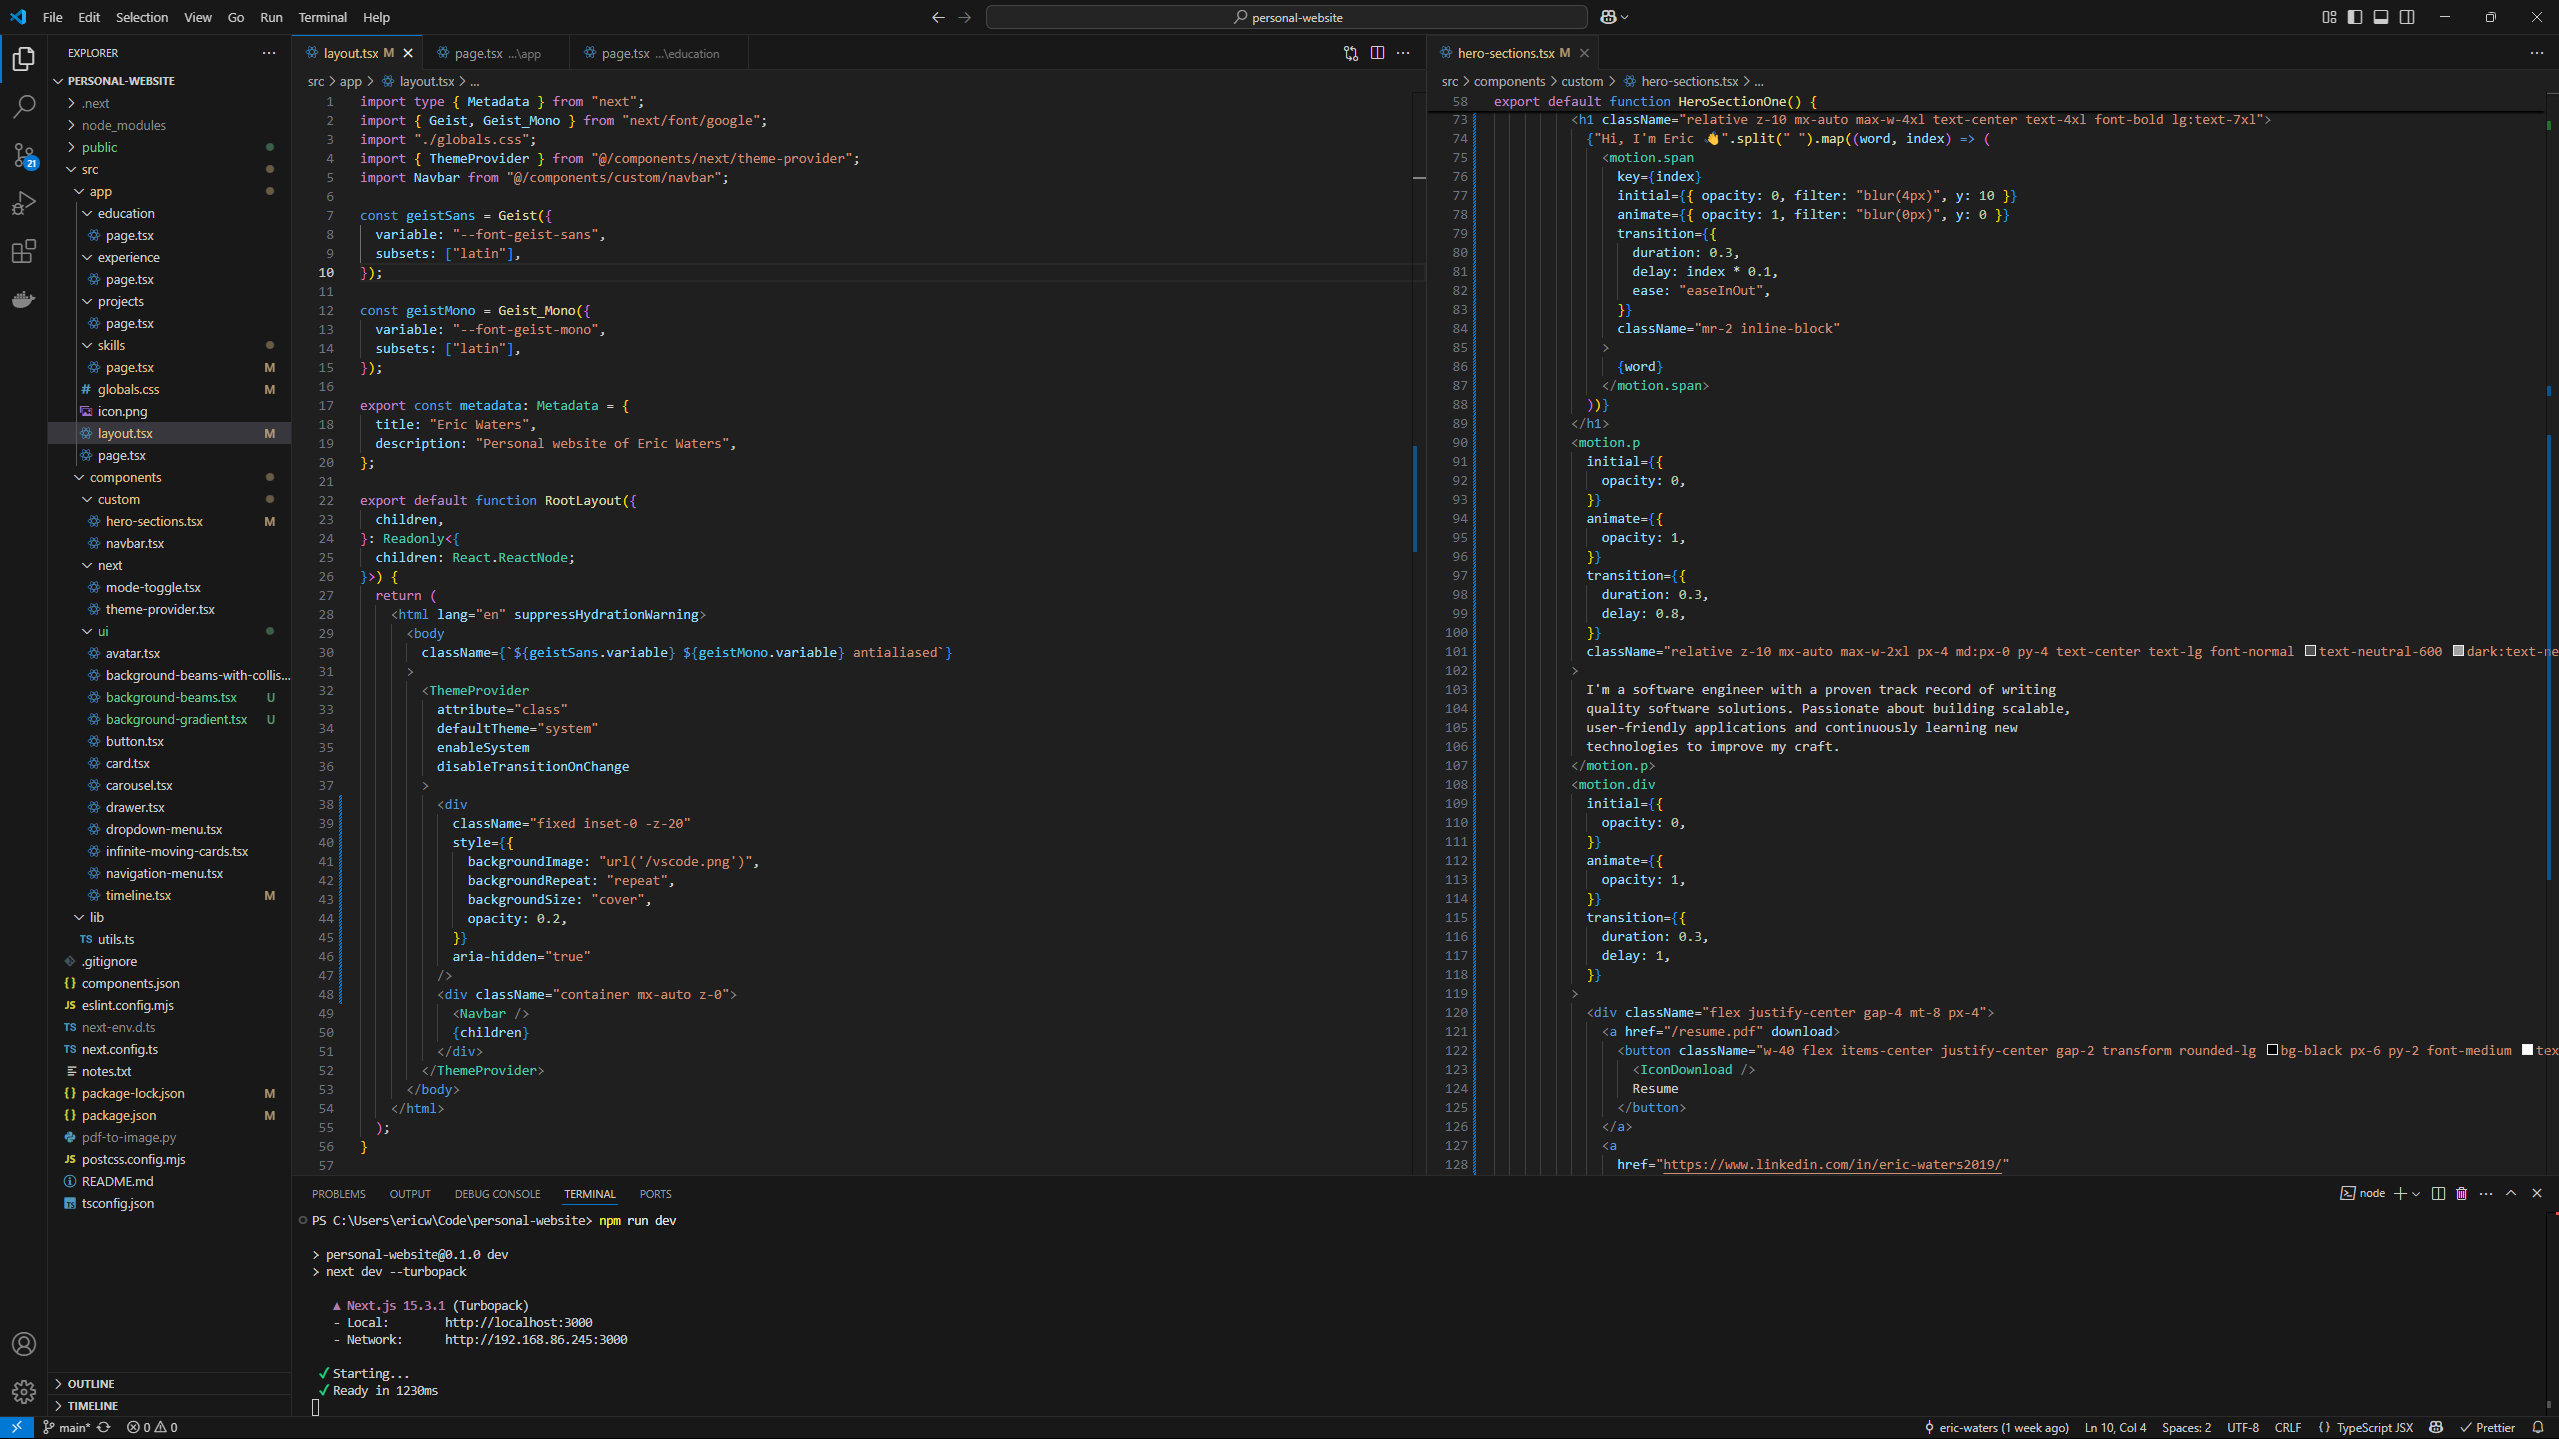 File Edit Selection View Go Run Terminal Help
personal-website
EXPLORER
PERSONAL-WEBSITE
.next
node_modules
public
src
app
education
page.tsx
experience
page.tsx
projects
page.tsx
skills
page.tsx M
globals.css M
icon.png
layout.tsx M
page.tsx
components
custom
hero-sections.tsx M
navbar.tsx
next
mode-toggle.tsx
theme-provider.tsx
ui
avatar.tsx
background-beams-with-collis...
background-beams.tsx U
background-gradient.tsx U
button.tsx
card.tsx
carousel.tsx
drawer.tsx
dropdown-menu.tsx
infinite-moving-cards.tsx
navigation-menu.tsx
timeline.tsx M
lib
TS utils.ts
.gitignore
{} components.json
JS eslint.config.mjs
TS next-env.d.ts
TS next.config.ts
notes.txt
{} package-lock.json M
{} package.json M
pdf-to-image.py
JS postcss.config.mjs
README.md
tsconfig.json
OUTLINE
TIMELINE
21
layout.tsx M page.tsx ...\app page.tsx ...\education
src > app > layout.tsx > ...
1 import type { Metadata } from "next";
2 import { Geist, Geist_Mono } from "next/font/google";
3 import "./globals.css";
4 import { ThemeProvider } from "@/components/next/theme-provider";
5 import Navbar from "@/components/custom/navbar";
6
7 const geistSans = Geist({
8 variable: "--font-geist-sans",
9 subsets: ["latin"],
10 });
11
12 const geistMono = Geist_Mono({
13 variable: "--font-geist-mono",
14 subsets: ["latin"],
15 });
16
17 export const metadata: Metadata = {
18 title: "Eric Waters",
19 description: "Personal website of Eric Waters",
20 };
21
22 export default function RootLayout({
23 children,
24 }: Readonly<{
25 children: React.ReactNode;
26 }>) {
27 return (
28 <html lang="en" suppressHydrationWarning>
29 <body
30 className={`${geistSans.variable} ${geistMono.variable} antialiased`}
31 >
32 <ThemeProvider
33 attribute="class"
34 defaultTheme="system"
35 enableSystem
36 disableTransitionOnChange
37 >
38 <div
39 className="fixed inset-0 -z-20"
40 style={{
41 backgroundImage: "url('/vscode.png')",
42 backgroundRepeat: "repeat",
43 backgroundSize: "cover",
44 opacity: 0.2,
45 }}
46 aria-hidden="true"
47 />
48 <div className="container mx-auto z-0">
49 <Navbar />
50 {children}
51 </div>
52 </ThemeProvider>
53 </body>
54 </html>
55 );
56 }
57
hero-sections.tsx M
src > components > custom > hero-sections.tsx > ...
58 export default function HeroSectionOne() {
73 <h1 className="relative z-10 mx-auto max-w-4xl text-center text-4xl font-bold lg:text-7xl">
74 {"Hi, I'm Eric 👋".split(" ").map((word, index) => (
75 <motion.span
76 key={index}
77 initial={{ opacity: 0, filter: "blur(4px)", y: 10 }}
78 animate={{ opacity: 1, filter: "blur(0px)", y: 0 }}
79 transition={{
80 duration: 0.3,
81 delay: index * 0.1,
82 ease: "easeInOut",
83 }}
84 className="mr-2 inline-block"
85 >
86 {word}
87 </motion.span>
88 ))}
89 </h1>
90 <motion.p
91 initial={{
92 opacity: 0,
93 }}
94 animate={{
95 opacity: 1,
96 }}
97 transition={{
98 duration: 0.3,
99 delay: 0.8,
100 }}
101 className="relative z-10 mx-auto max-w-2xl px-4 md:px-0 py-4 text-center text-lg font-normal text-neutral-600 dark:text-ne
102 >
103 I'm a software engineer with a proven track record of writing
104 quality software solutions. Passionate about building scalable,
105 user-friendly applications and continuously learning new
106 technologies to improve my craft.
107 </motion.p>
108 <motion.div
109 initial={{
110 opacity: 0,
111 }}
112 animate={{
113 opacity: 1,
114 }}
115 transition={{
116 duration: 0.3,
117 delay: 1,
118 }}
119 >
120 <div className="flex justify-center gap-4 mt-8 px-4">
121 <a href="/resume.pdf" download>
122 <button className="w-40 flex items-center justify-center gap-2 transform rounded-lg bg-black px-6 py-2 font-medium tex
123 <IconDownload />
124 Resume
125 </button>
126 </a>
127 <a
128 href="https://www.linkedin.com/in/eric-waters2019/"
PROBLEMS OUTPUT DEBUG CONSOLE TERMINAL PORTS
node
PS C:\Users\ericw\Code\personal-website> npm run dev
> personal-website@0.1.0 dev
> next dev --turbopack
▲ Next.js 15.3.1 (Turbopack)
- Local: http://localhost:3000
- Network: http://192.168.86.245:3000
✓ Starting...
✓ Ready in 1230ms
main* 0 0
eric-waters (1 week ago) Ln 10, Col 4 Spaces: 2 UTF-8 CRLF {} TypeScript JSX Prettier